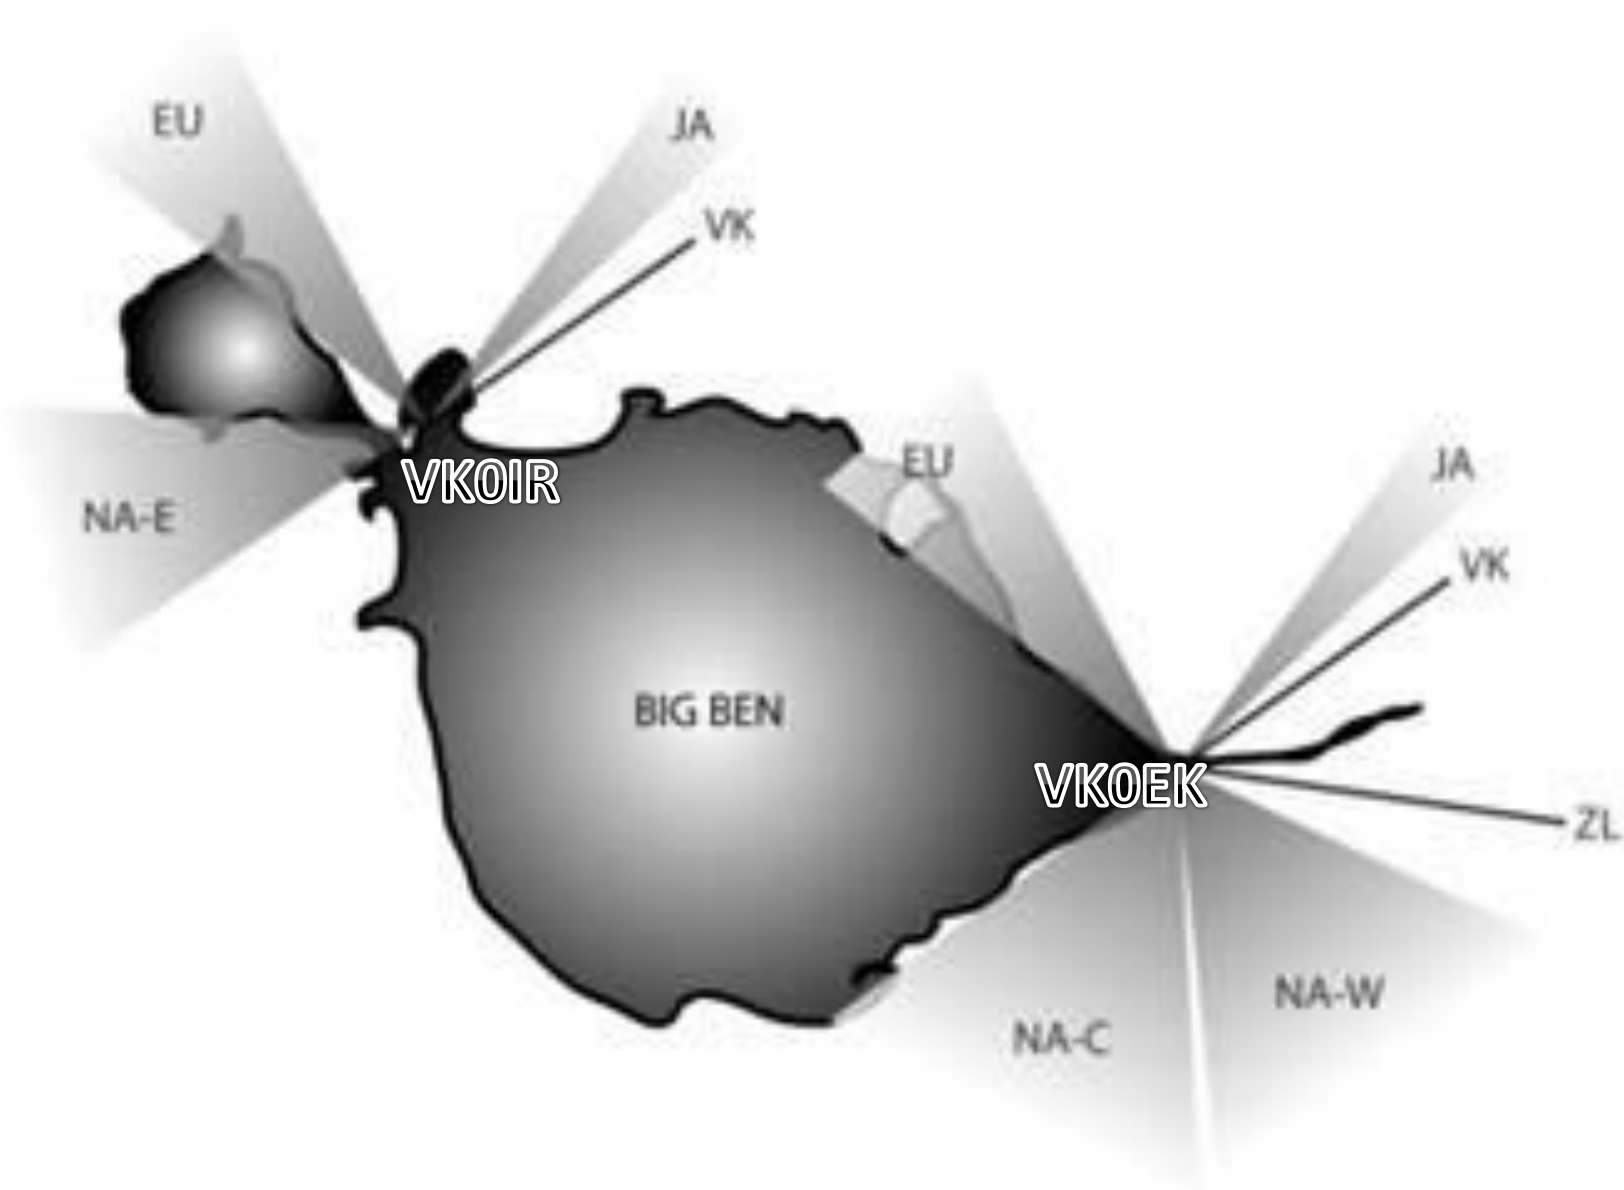 EU
JA
VK
VK0IR
NA-E
EU
JA
VK
BIG BEN
VK0EK
ZL
NA-W
NA-C